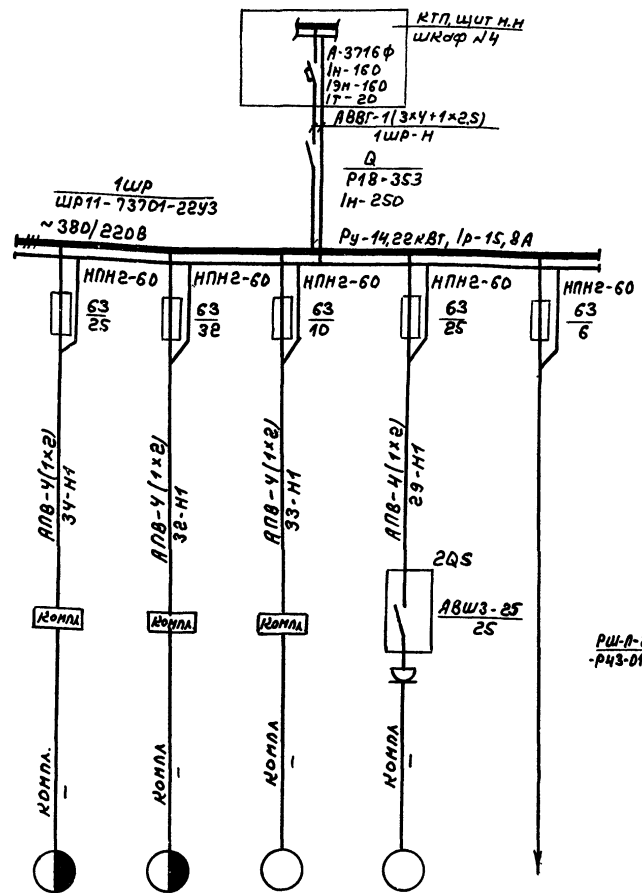 КТП, щит н.н
шкаф №4
А-3716Ф
Iн-160
Iэн-160
Iт-20
АВВГ-1(3×4+1×2,5)
1ШР-Н
Q
Р18-353
Iн-250
1ШР
ШР11-73701-22У3
~380/220В
Ру-14,22кВт, Iр-15,8А
НПН2-60
63
25
НПН2-60
63
32
НПН2-60
63
10
НПН2-60
63
25
НПН2-60
63
6
АПВ-4(1×2)
34-Н1
АПВ-4(1×2)
32-Н1
АПВ-4(1×2)
33-Н1
АПВ-4(1×2)
29-Н1
2QS
АВШЗ-25
25
КОМПЛ
КОМПЛ
КОМПЛ
РШ-П-
-Р43-01
КОМПЛ.
КОМПЛ
КОМПЛ